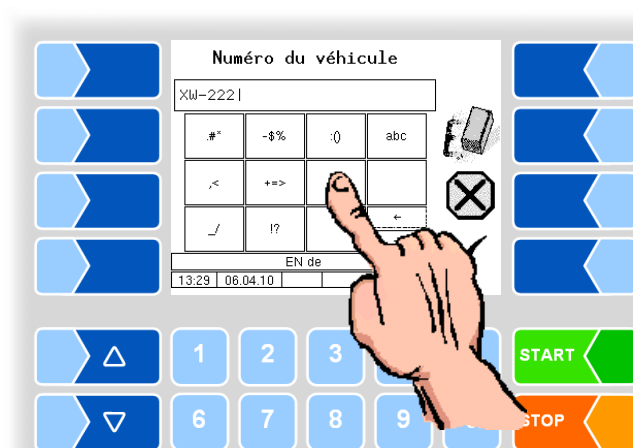 Numéro du véhicule
XW-222
.#* -$% :() abc
,< +=>
_/ !? ←
EN de
13:29 06.04.10
1 2 3 START
6 7 8 9 STOP